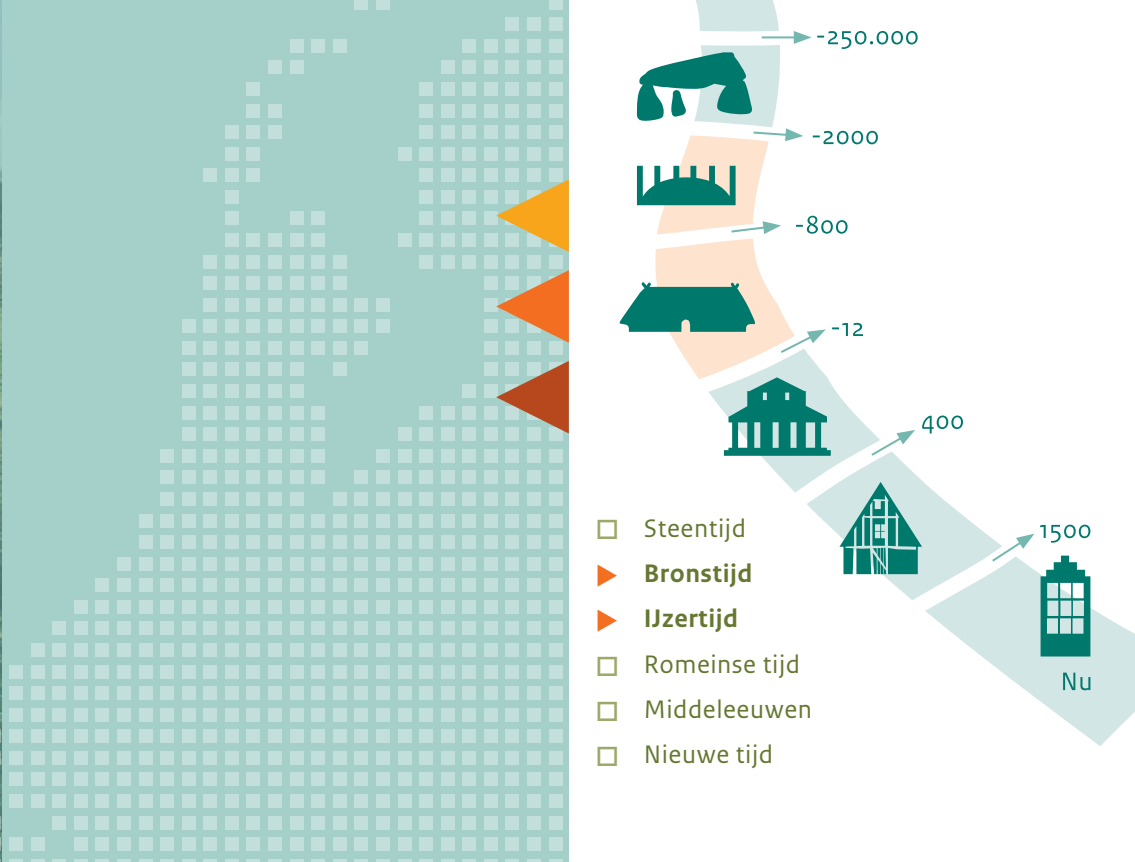 -250.000
-2000
-800
-12
400
1500
Nu
Steentijd
Bronstijd
IJzertijd
Romeinse tijd
Middeleeuwen
Nieuwe tijd